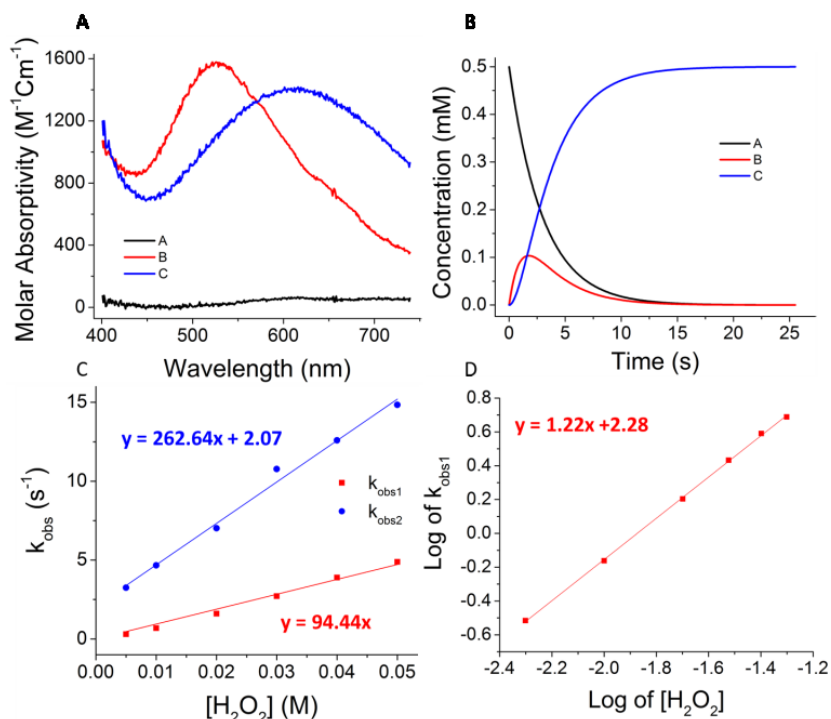 A
Molar Absorptivity (M⁻¹Cm⁻¹)
1600
1200
800
400
0
A
B
C
400 500 600 700
Wavelength (nm)
B
Concentration (mM)
0.5
0.4
0.3
0.2
0.1
0.0
A
B
C
0 5 10 15 20 25
Time (s)
C
k_obs (s⁻¹)
15
10
5
0
y = 262.64x + 2.07
k_obs1
k_obs2
y = 94.44x
0.00 0.01 0.02 0.03 0.04 0.05
[H₂O₂] (M)
D
Log of k_obs1
0.8
0.6
0.4
0.2
0.0
-0.2
-0.4
-0.6
y = 1.22x +2.28
-2.4 -2.2 -2.0 -1.8 -1.6 -1.4 -1.2
Log of [H₂O₂]